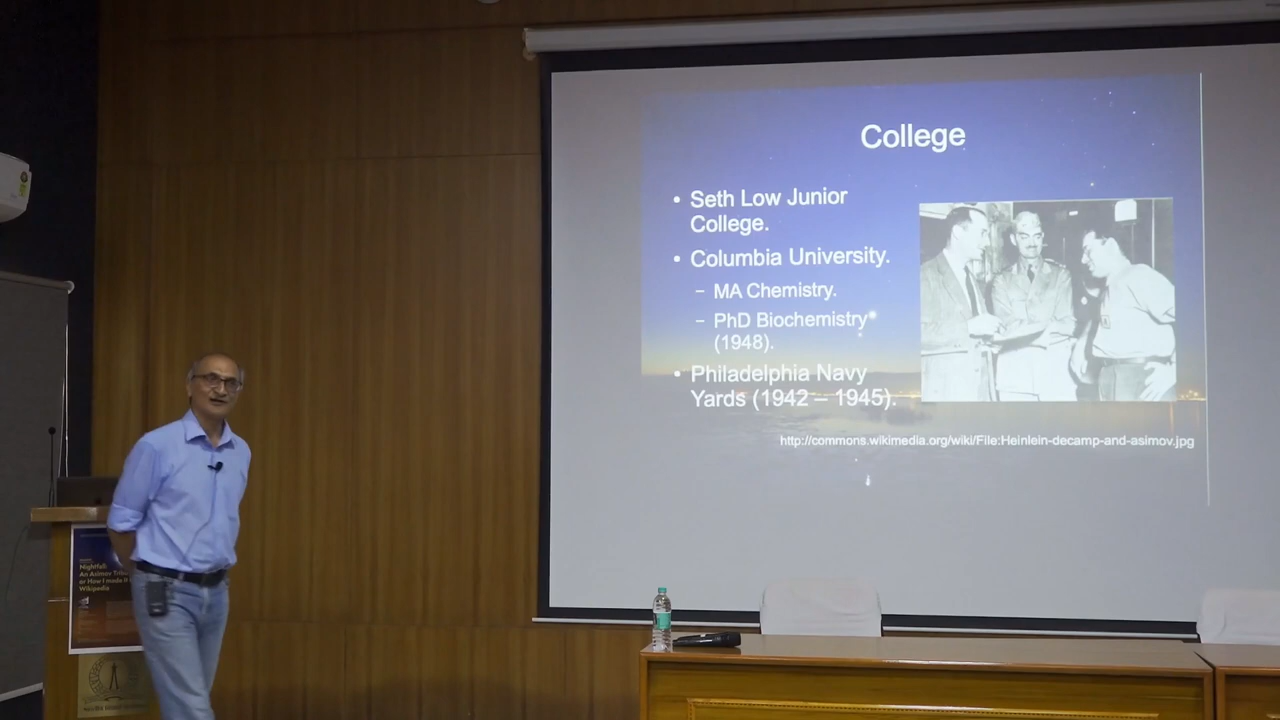 College
• Seth Low Junior
College.
• Columbia University.
– MA Chemistry.
– PhD Biochemistry
(1948).
• Philadelphia Navy
Yards (1942 – 1945).
http://commons.wikimedia.org/wiki/File:Heinlein-decamp-and-asimov.jpg
Nightfall:
An Asimov
or How I made it
Wikipedia